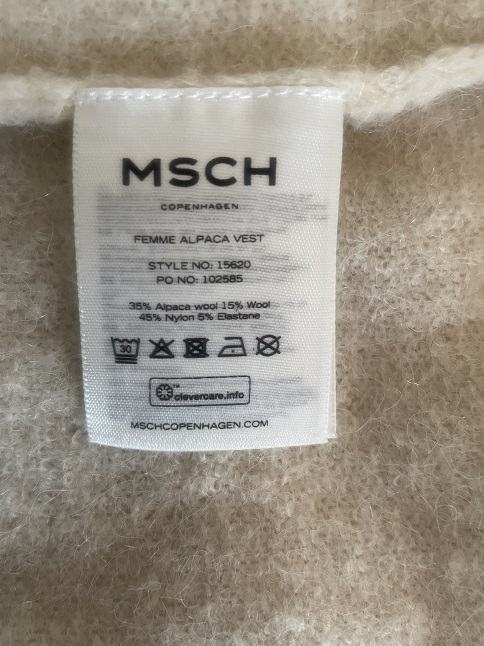 MSCH
COPENHAGEN
FEMME ALPACA VEST
STYLE NO: 15620
PO NO: 102585
35% Alpaca wool 15% Wool
45% Nylon 5% Elastane
30
™
clevercare.info
MSCHCOPENHAGEN.COM